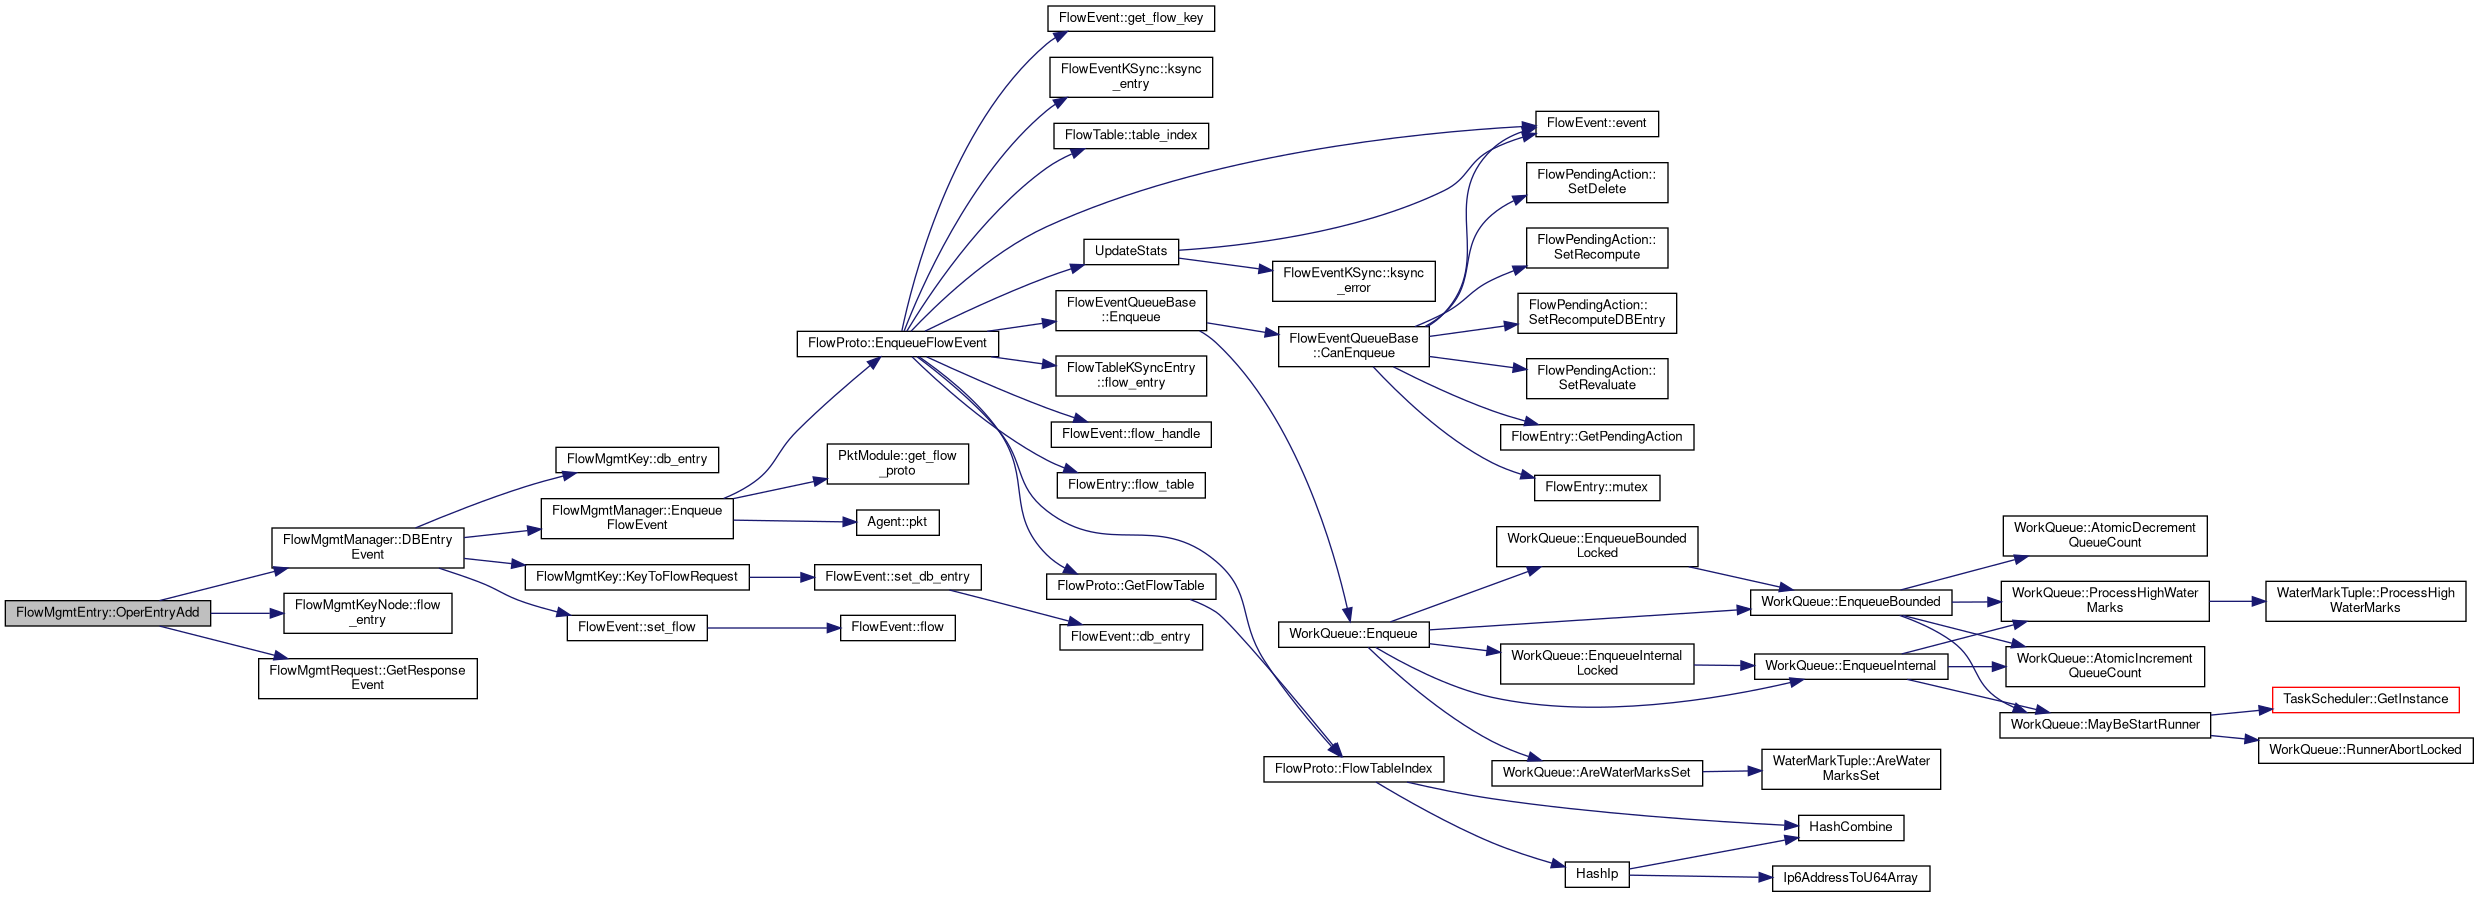 FlowMgmtEntry::OperEntryAdd
FlowMgmtManager::DBEntry
Event
FlowMgmtKeyNode::flow
_entry
FlowMgmtRequest::GetResponse
Event
FlowMgmtKey::db_entry
FlowMgmtManager::Enqueue
FlowEvent
FlowMgmtKey::KeyToFlowRequest
FlowEvent::set_flow
FlowProto::EnqueueFlowEvent
PktModule::get_flow
_proto
Agent::pkt
FlowEvent::set_db_entry
FlowEvent::flow
FlowEvent::get_flow_key
FlowEventKSync::ksync
_entry
FlowTable::table_index
UpdateStats
FlowEventQueueBase
::Enqueue
FlowTableKSyncEntry
::flow_entry
FlowEvent::flow_handle
FlowEntry::flow_table
FlowProto::GetFlowTable
FlowEvent::db_entry
FlowEventKSync::ksync
_error
FlowEventQueueBase
::CanEnqueue
WorkQueue::Enqueue
FlowProto::FlowTableIndex
FlowEvent::event
FlowPendingAction::
SetDelete
FlowPendingAction::
SetRecompute
FlowPendingAction::
SetRecomputeDBEntry
FlowPendingAction::
SetRevaluate
FlowEntry::GetPendingAction
FlowEntry::mutex
WorkQueue::EnqueueBounded
Locked
WorkQueue::EnqueueInternal
Locked
WorkQueue::AreWaterMarksSet
HashIp
WorkQueue::EnqueueBounded
WorkQueue::EnqueueInternal
WaterMarkTuple::AreWater
MarksSet
HashCombine
Ip6AddressToU64Array
WorkQueue::AtomicDecrement
QueueCount
WorkQueue::ProcessHighWater
Marks
WorkQueue::AtomicIncrement
QueueCount
WorkQueue::MayBeStartRunner
WaterMarkTuple::ProcessHigh
WaterMarks
TaskScheduler::GetInstance
WorkQueue::RunnerAbortLocked